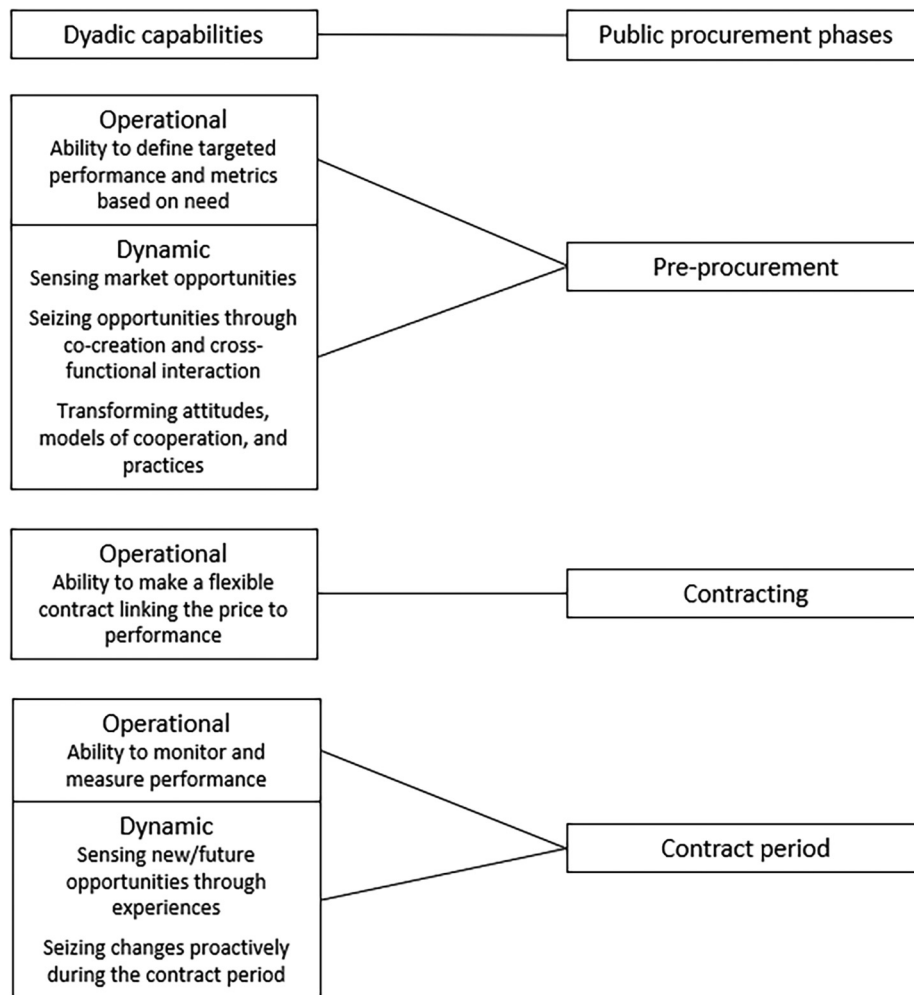 Dyadic capabilities
Public procurement phases
Operational
Ability to define targeted
performance and metrics
based on need
Dynamic
Sensing market opportunities
Seizing opportunities through
co-creation and cross-
functional interaction
Transforming attitudes,
models of cooperation, and
practices
Pre-procurement
Operational
Ability to make a flexible
contract linking the price to
performance
Contracting
Operational
Ability to monitor and
measure performance
Dynamic
Sensing new/future
opportunities through
experiences
Seizing changes proactively
during the contract period
Contract period